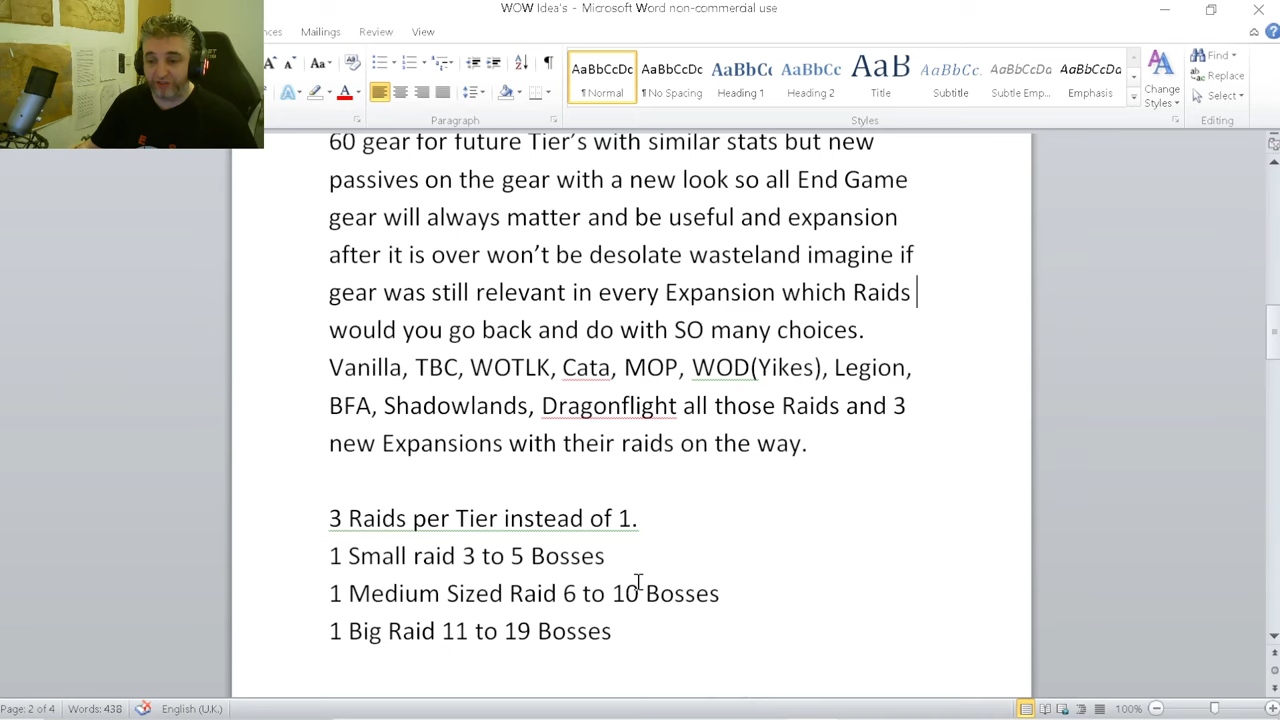 WOW Idea's - Microsoft Word non-commercial use
Mailings Review View
Aa
A A
AaBbCcDc AaBbCcDc AaBbCc AaBbCc AaB AaBbCc. AaBbCcDa AaBbCcDa
¶ Normal ¶ No Spacing Heading 1 Heading 2 Title Subtitle Subtle Emp... Emphasis
Change Styles
Find
Replace
Select
Paragraph Styles Editing
60 gear for future Tier's with similar stats but new
passives on the gear with a new look so all End Game
gear will always matter and be useful and expansion
after it is over won't be desolate wasteland imagine if
gear was still relevant in every Expansion which Raids
would you go back and do with SO many choices.
Vanilla, TBC, WOTLK, Cata, MOP, WOD(Yikes), Legion,
BFA, Shadowlands, Dragonflight all those Raids and 3
new Expansions with their raids on the way.
3 Raids per Tier instead of 1.
1 Small raid 3 to 5 Bosses
1 Medium Sized Raid 6 to 10 Bosses
1 Big Raid 11 to 19 Bosses
Page: 2 of 4 Words: 438 English (U.K.) 100%